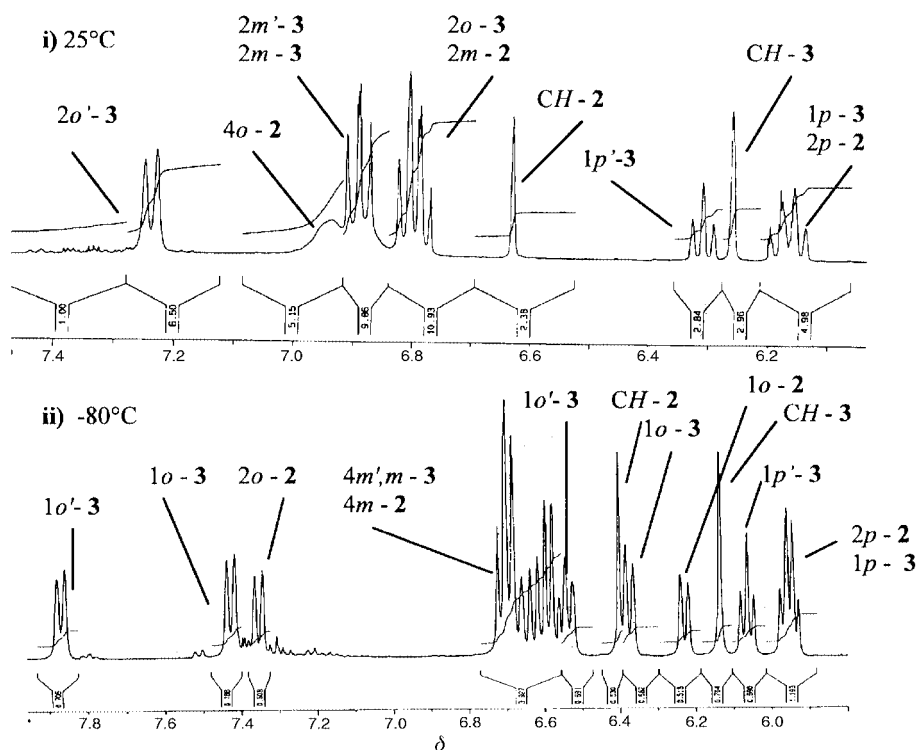 i) 25°C
2m'- 3
2m - 3
2o - 3
2m - 2
CH - 3
2o'- 3
4o - 2
CH - 2
1p'-3
1p - 3
2p - 2
1.00
6.50
5.15
9.86
10.93
2.38
2.84
2.96
4.98
7.4
7.2
7.0
6.8
6.6
6.4
6.2
ii) -80°C
1o'- 3
CH - 2
1o - 2
1o - 3
CH - 3
1o - 3
2o - 2
4m',m - 3
4m - 2
1p'- 3
1o'- 3
2p - 2
1p - 3
7.8
7.6
7.4
7.2
7.0
6.8
6.6
6.4
6.2
6.0
δ